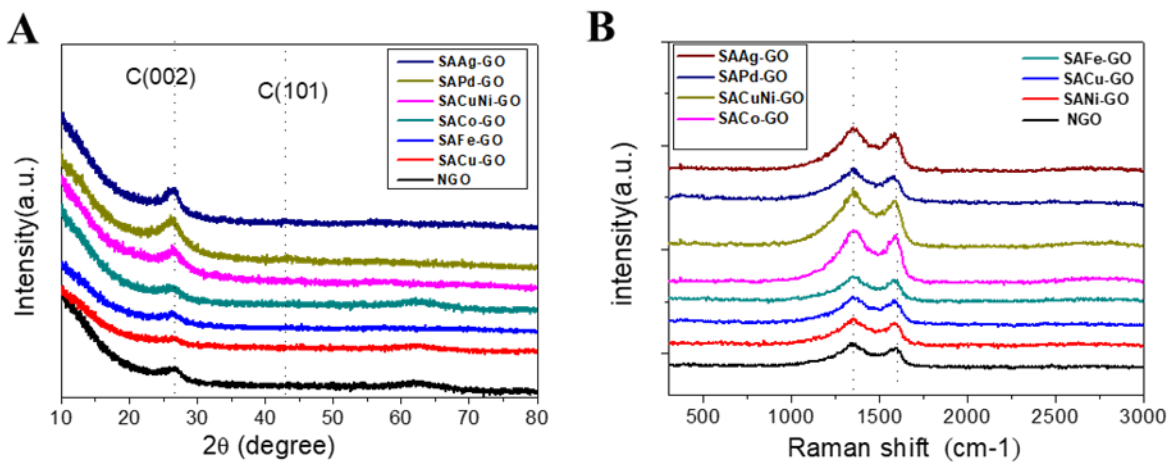 A
C(002)
C(101)
SAAg-GO
SAPd-GO
SACuNi-GO
SACo-GO
SAFe-GO
SACu-GO
NGO
Intensity(a.u.)
10 20 30 40 50 60 70 80
2θ (degree)
B
SAAg-GO
SAPd-GO
SACuNi-GO
SACo-GO
SAFe-GO
SACu-GO
SANi-GO
NGO
intensity(a.u.)
500 1000 1500 2000 2500 3000
Raman shift (cm-1)